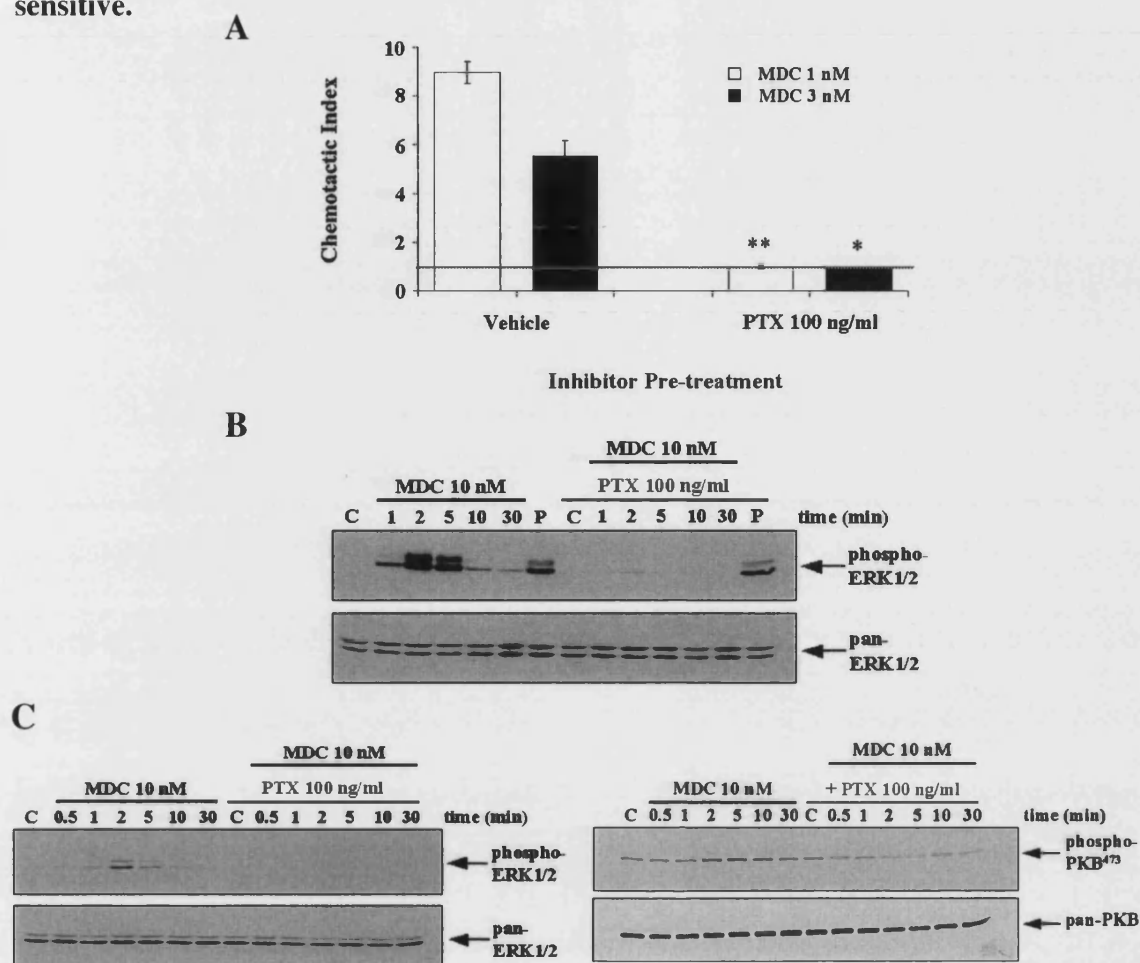 sensitive.
A
10
8
6
4
2
0
Chemotactic Index
MDC 1 nM
MDC 3 nM
**
*
Vehicle
PTX 100 ng/ml
Inhibitor Pre-treatment
B
MDC 10 nM
MDC 10 nM PTX 100 ng/ml
C 1 2 5 10 30 P C 1 2 5 10 30 P time (min)
phospho-
ERK1/2
pan-
ERK1/2
C
MDC 10 nM
MDC 10 nM PTX 100 ng/ml
C 0.5 1 2 5 10 30 C 0.5 1 2 5 10 30 time (min)
phospho-
ERK1/2
pan-
ERK1/2
MDC 10 nM
MDC 10 nM + PTX 100 ng/ml
C 0.5 1 2 5 10 30 C 0.5 1 2 5 10 30 time (min)
phospho-
PKB⁴⁷³
pan-PKB